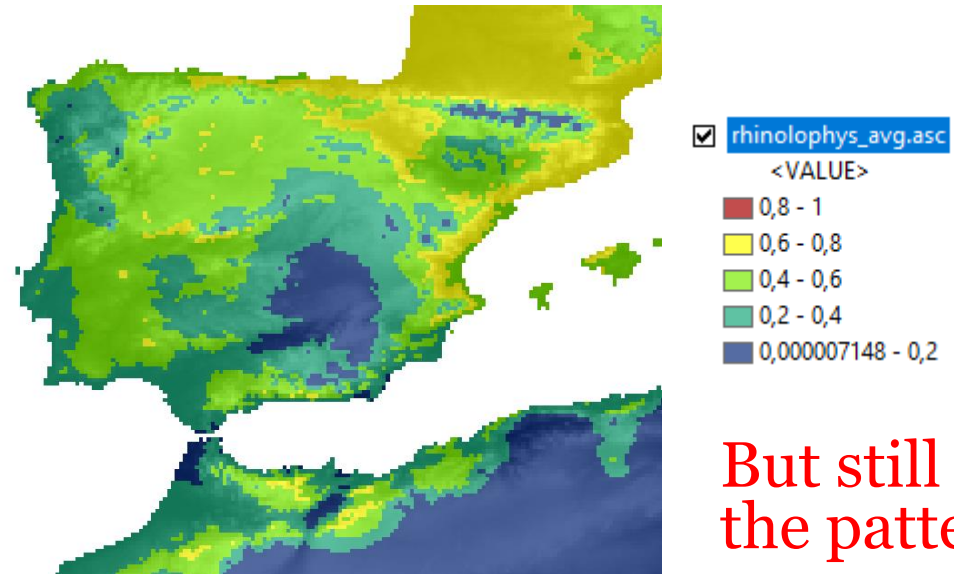 rhinolophys_avg.asc
<VALUE>
0,8 - 1
0,6 - 0,8
0,4 - 0,6
0,2 - 0,4
0,000007148 - 0,2
But still
the patte